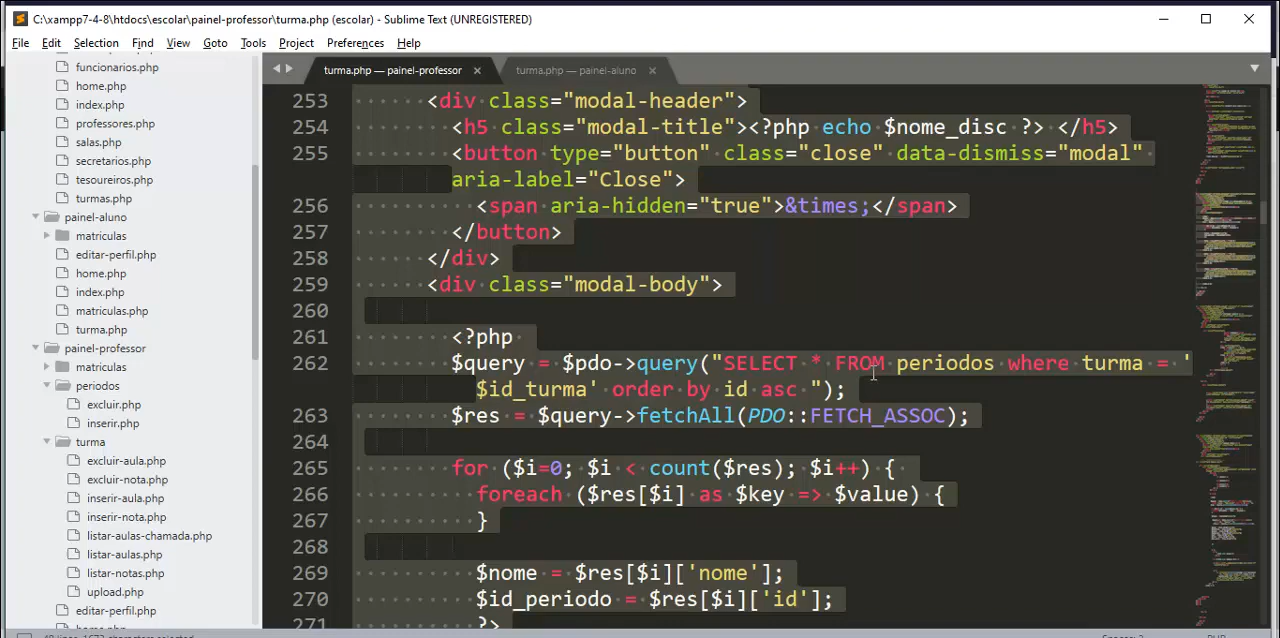 C:\xampp7-4-8\htdocs\escolar\painel-professor\turma.php (escolar) - Sublime Text (UNREGISTERED)
File Edit Selection Find View Goto Tools Project Preferences Help
turma.php — painel-professor × turma.php — painel-aluno ×
funcionarios.php
home.php
index.php
professores.php
salas.php
secretarios.php
tesoureiros.php
turmas.php
painel-aluno
matriculas
editar-perfil.php
home.php
index.php
matriculas.php
turma.php
painel-professor
matriculas
periodos
excluir.php
inserir.php
turma
excluir-aula.php
excluir-nota.php
inserir-aula.php
inserir-nota.php
listar-aulas-chamada.php
listar-aulas.php
listar-notas.php
upload.php
editar-perfil.php
253 <div class="modal-header">
254 <h5 class="modal-title"><?php echo $nome_disc ?> </h5>
255 <button type="button" class="close" data-dismiss="modal"
aria-label="Close">
256 <span aria-hidden="true">&times;</span>
257 </button>
258 </div>
259 <div class="modal-body">
260
261 <?php
262 $query = $pdo->query("SELECT * FROM periodos where turma = '
$id_turma' order by id asc ");
263 $res = $query->fetchAll(PDO::FETCH_ASSOC);
264
265 for ($i=0; $i < count($res); $i++) {
266 foreach ($res[$i] as $key => $value) {
267 }
268
269 $nome = $res[$i]['nome'];
270 $id_periodo = $res[$i]['id'];
271 ?>